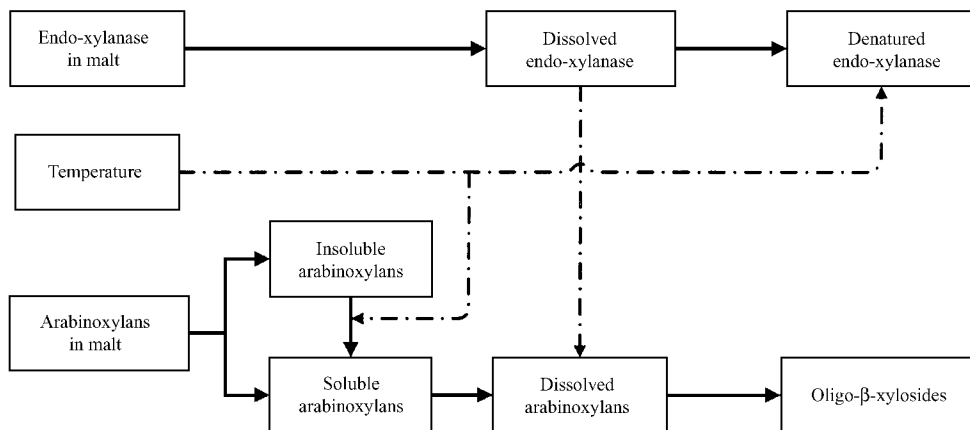 Endo-xylanase
in malt
Dissolved
endo-xylanase
Denatured
endo-xylanase
Temperature
Insoluble
arabinoxylans
Arabinoxylans
in malt
Soluble
arabinoxylans
Dissolved
arabinoxylans
Oligo-β-xylosides